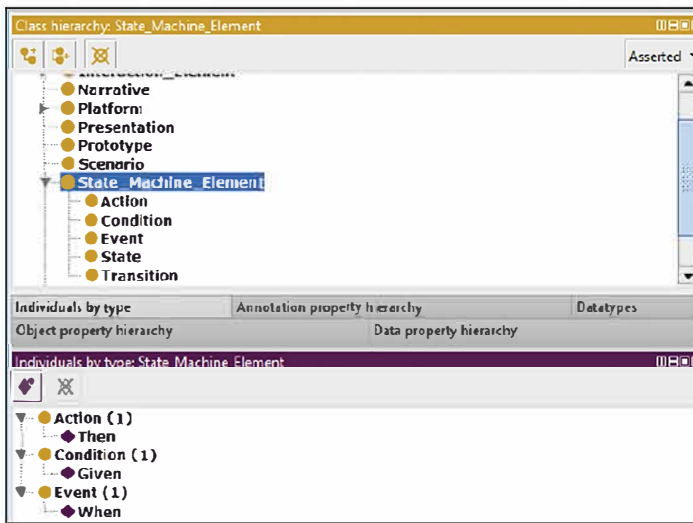 Class hierarchy: State_Machine_Element
Asserted
Interaction_Element
Narrative
Platform
Presentation
Prototype
Scenario
State_Machine_Element
Action
Condition
Event
State
Transition
Individuals by type Annotation property hierarchy Datatypes
Object property hierarchy Data property hierarchy
Individuals by type: State_Machine_Element
Action (1)
Then
Condition (1)
Given
Event (1)
When